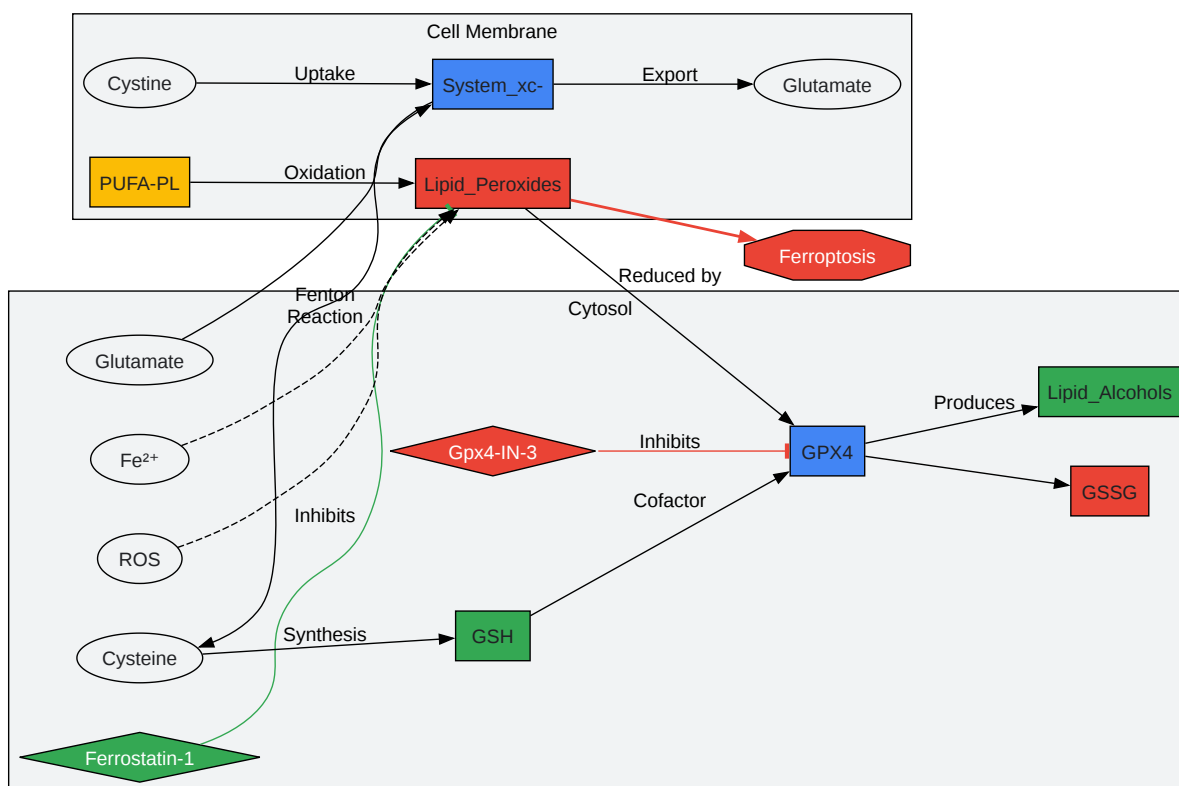 Cell Membrane
Cystine
Uptake
System_xc-
Export
Glutamate
PUFA-PL
Oxidation
Lipid_Peroxides
Ferroptosis
Reduced by
Fenton
Reaction
Cytosol
Glutamate
Lipid_Alcohols
Produces
Fe²⁺
Gpx4-IN-3
Inhibits
GPX4
GSSG
Cofactor
Inhibits
ROS
Cysteine
Synthesis
GSH
Ferrostatin-1